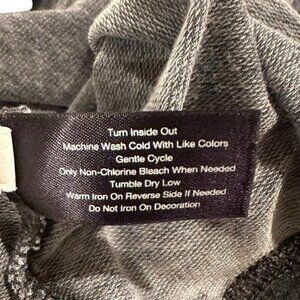 Turn Inside Out
Machine Wash Cold With Like Colors
Gentle Cycle
Only Non-Chlorine Bleach When Needed
Tumble Dry Low
Warm Iron On Reverse Side If Needed
Do Not Iron On Decoration